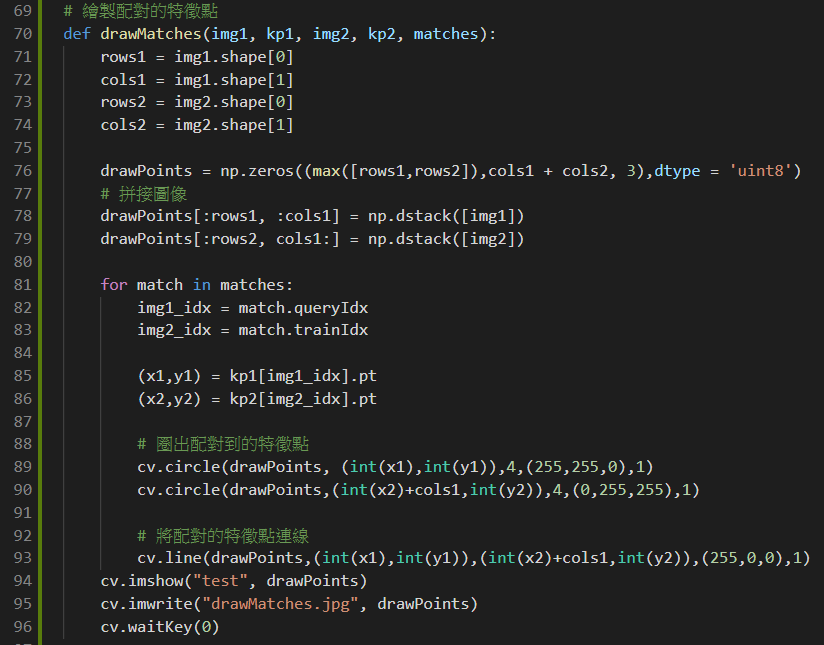 69 # 繪製配對的特徵點
70 def drawMatches(img1, kp1, img2, kp2, matches):
71     rows1 = img1.shape[0]
72     cols1 = img1.shape[1]
73     rows2 = img2.shape[0]
74     cols2 = img2.shape[1]
75
76     drawPoints = np.zeros((max([rows1,rows2]),cols1 + cols2, 3),dtype = 'uint8')
77     # 拼接圖像
78     drawPoints[:rows1, :cols1] = np.dstack([img1])
79     drawPoints[:rows2, cols1:] = np.dstack([img2])
80
81     for match in matches:
82         img1_idx = match.queryIdx
83         img2_idx = match.trainIdx
84
85         (x1,y1) = kp1[img1_idx].pt
86         (x2,y2) = kp2[img2_idx].pt
87
88         # 圈出配對到的特徵點
89         cv.circle(drawPoints, (int(x1),int(y1)),4,(255,255,0),1)
90         cv.circle(drawPoints,(int(x2)+cols1,int(y2)),4,(0,255,255),1)
91
92         # 將配對的特徵點連線
93         cv.line(drawPoints,(int(x1),int(y1)),(int(x2)+cols1,int(y2)),(255,0,0),1)
94     cv.imshow("test", drawPoints)
95     cv.imwrite("drawMatches.jpg", drawPoints)
96     cv.waitKey(0)